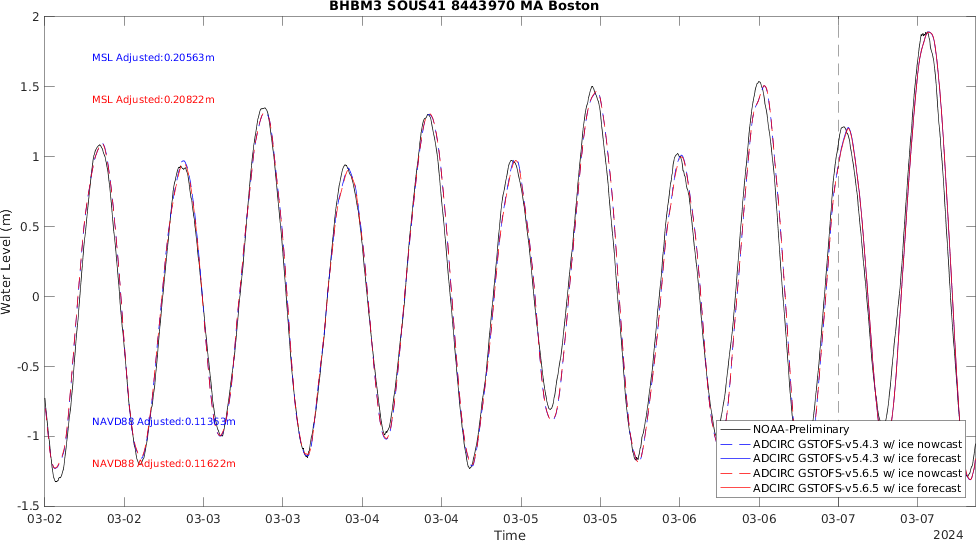 BHBM3 SOUS41 8443970 MA Boston
2
1.5
1
0.5
0
-0.5
-1
-1.5
Water Level (m)
MSL Adjusted:0.20563m
MSL Adjusted:0.20822m
NAVD88 Adjusted:0.11363m
NAVD88 Adjusted:0.11622m
NOAA-Preliminary
ADCIRC GSTOFS-v5.4.3 w/ ice nowcast
ADCIRC GSTOFS-v5.4.3 w/ ice forecast
ADCIRC GSTOFS-v5.6.5 w/ ice nowcast
ADCIRC GSTOFS-v5.6.5 w/ ice forecast
03-02 03-02 03-03 03-03 03-04 03-04 03-05 03-05 03-06 03-06 03-07 03-07
Time
2024